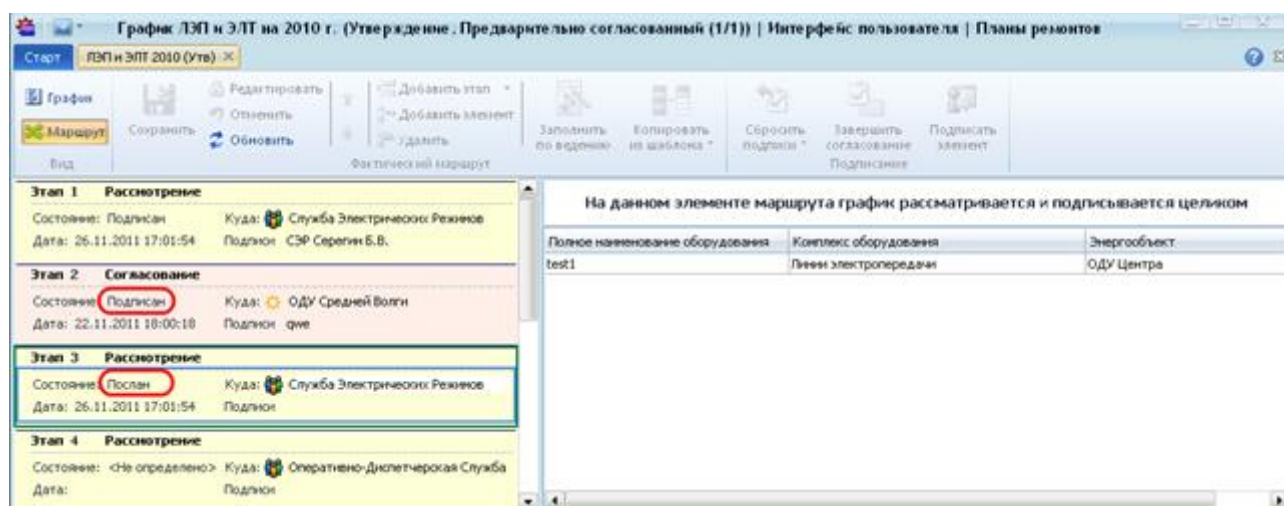 График ЛЭП и ЭЛТ на 2010 г. (Утверждение. Предварительно согласованный (1/1)) | Интерфейс пользователя | Планы ремонтов
Старт ЛЭП и ЭЛТ 2010 (Утв)
График
Маршрут
Вид
Сохранить
Редактировать
Отменить
Обновить
Добавить этап
Добавить элемент
Удалить
Фактический маршрут
Заполнить по ведению
Копировать из шаблона
Сбросить подписи
Завершить согласование
Подписать элемент
Подписание
Этап 1 Рассмотрение
Состояние: Подписан Куда: Служба Электрических Режимов
Дата: 26.11.2011 17:01:54 Подписи СЭР Серегин Б.В.
Этап 2 Согласование
Состояние: Подписан Куда: ОДУ Средней Волги
Дата: 22.11.2011 18:00:18 Подписи qwe
Этап 3 Рассмотрение
Состояние: Послан Куда: Служба Электрических Режимов
Дата: 26.11.2011 17:01:54 Подписи
Этап 4 Рассмотрение
Состояние: <Не определено> Куда: Оперативно-Диспетчерская Служба
Дата: Подписи
На данном элементе маршрута график рассматривается и подписывается целиком
Полное наименование оборудования Комплекс оборудования Энергообъект
test1 Линии электропередачи ОДУ Центра